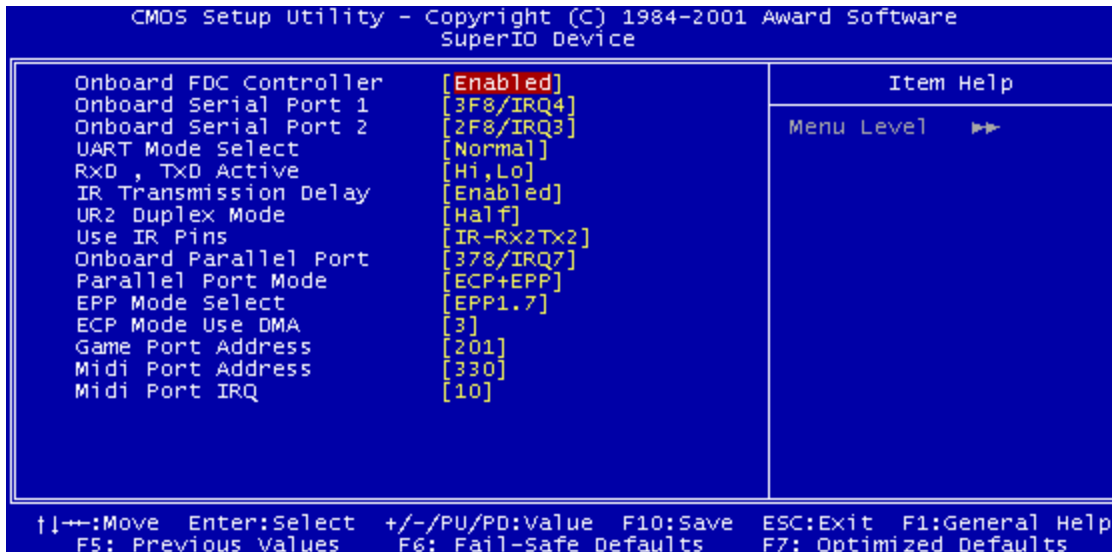 CMOS Setup Utility - Copyright (C) 1984-2001 Award Software
SuperIO Device
Onboard FDC Controller [Enabled]
Onboard Serial Port 1 [3F8/IRQ4]
Onboard Serial Port 2 [2F8/IRQ3]
UART Mode Select [Normal]
RxD , TxD Active [Hi,Lo]
IR Transmission Delay [Enabled]
UR2 Duplex Mode [Half]
Use IR Pins [IR-Rx2Tx2]
Onboard Parallel Port [378/IRQ7]
Parallel Port Mode [ECP+EPP]
EPP Mode Select [EPP1.7]
ECP Mode Use DMA [3]
Game Port Address [201]
Midi Port Address [330]
Midi Port IRQ [10]
Item Help
Menu Level ►►
↑↓→←:Move Enter:Select +/-/PU/PD:Value F10:Save ESC:Exit F1:General Help
F5: Previous Values F6: Fail-Safe Defaults F7: Optimized Defaults